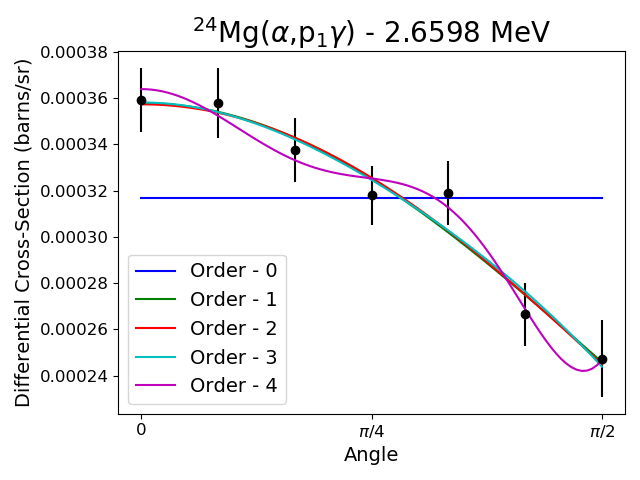 ²⁴Mg(α,p₁γ) - 2.6598 MeV
Differential Cross-Section (barns/sr)
0.00038
0.00036
0.00034
0.00032
0.00030
0.00028
0.00026
0.00024
Order - 0
Order - 1
Order - 2
Order - 3
Order - 4
0
π/4
π/2
Angle